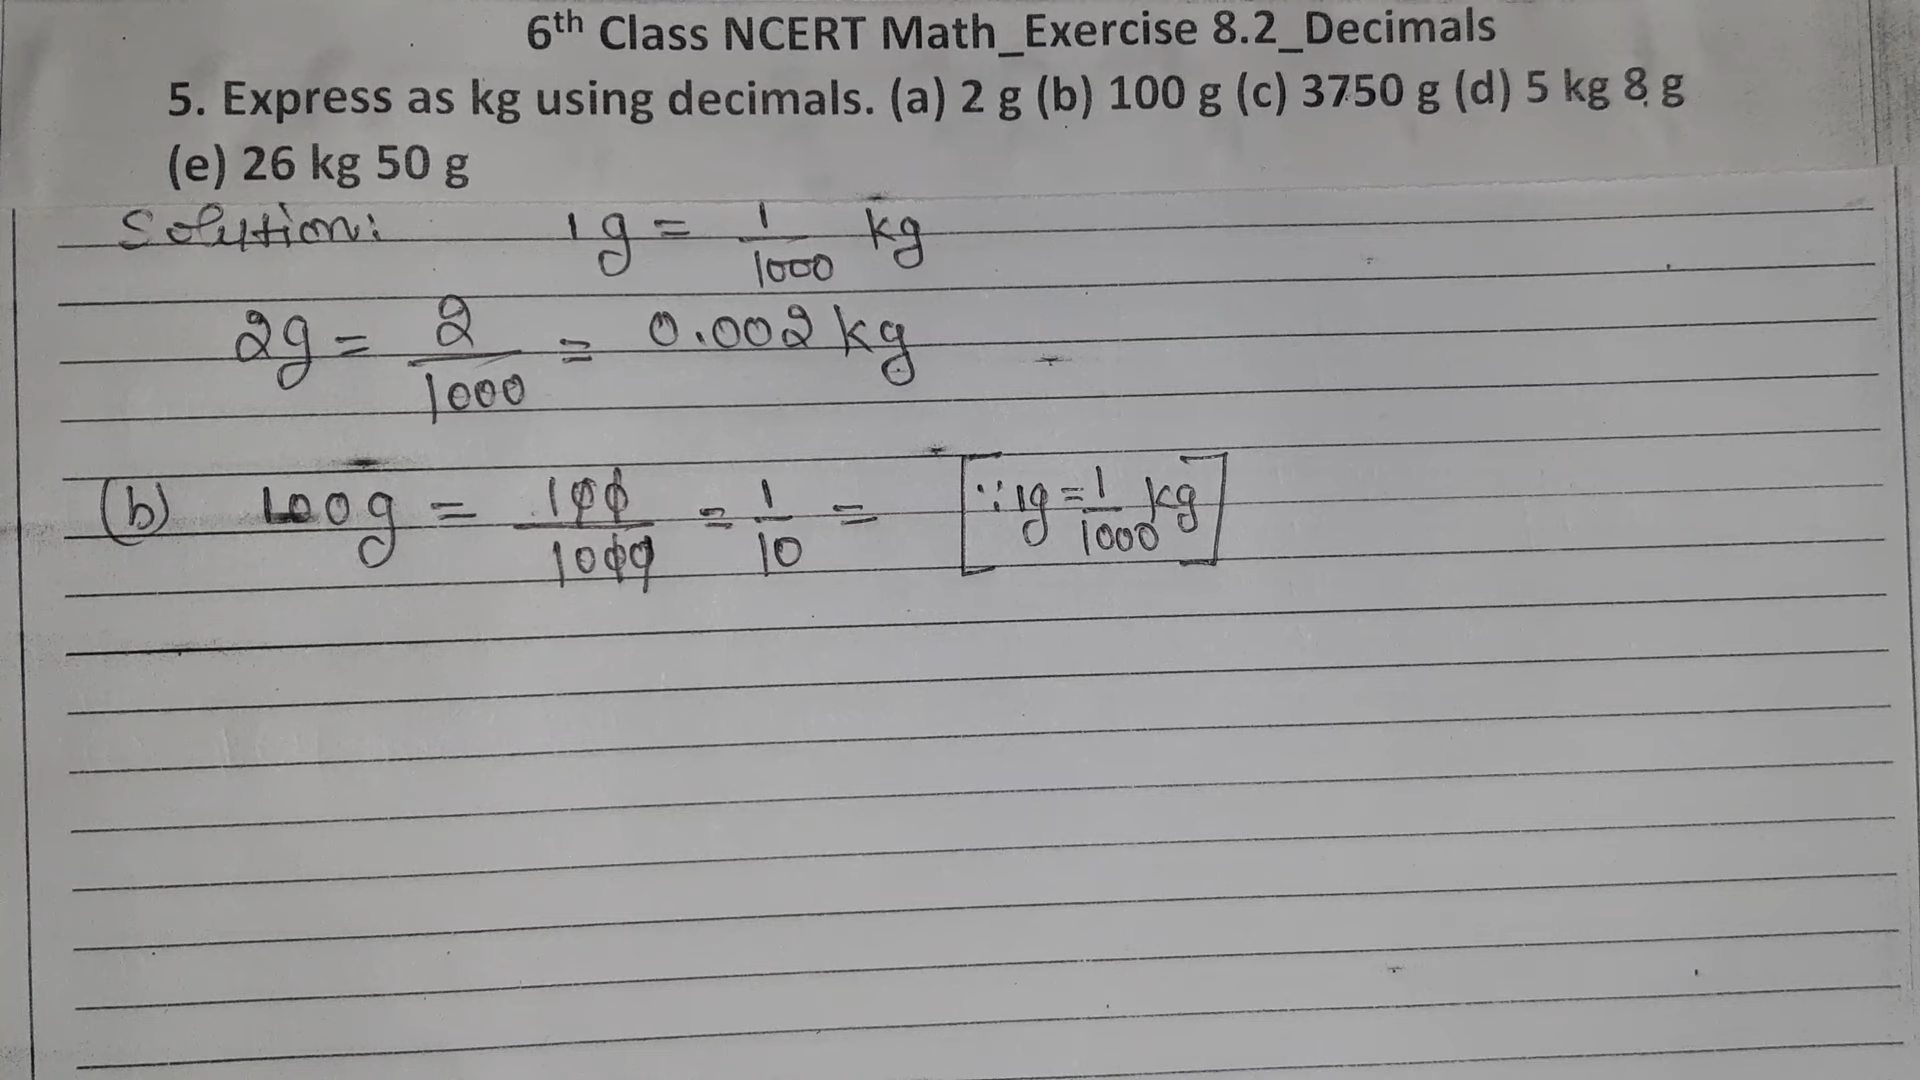 6th Class NCERT Math_Exercise 8.2_Decimals
5. Express as kg using decimals. (a) 2 g (b) 100 g (c) 3750 g (d) 5 kg 8 g
(e) 26 kg 50 g
Solution: 1g = 1/1000 kg
2g = 2/1000 = 0.002 kg
(b) 100g = 100/1000 = 1/10 = [∵ 1g = 1/1000 kg]